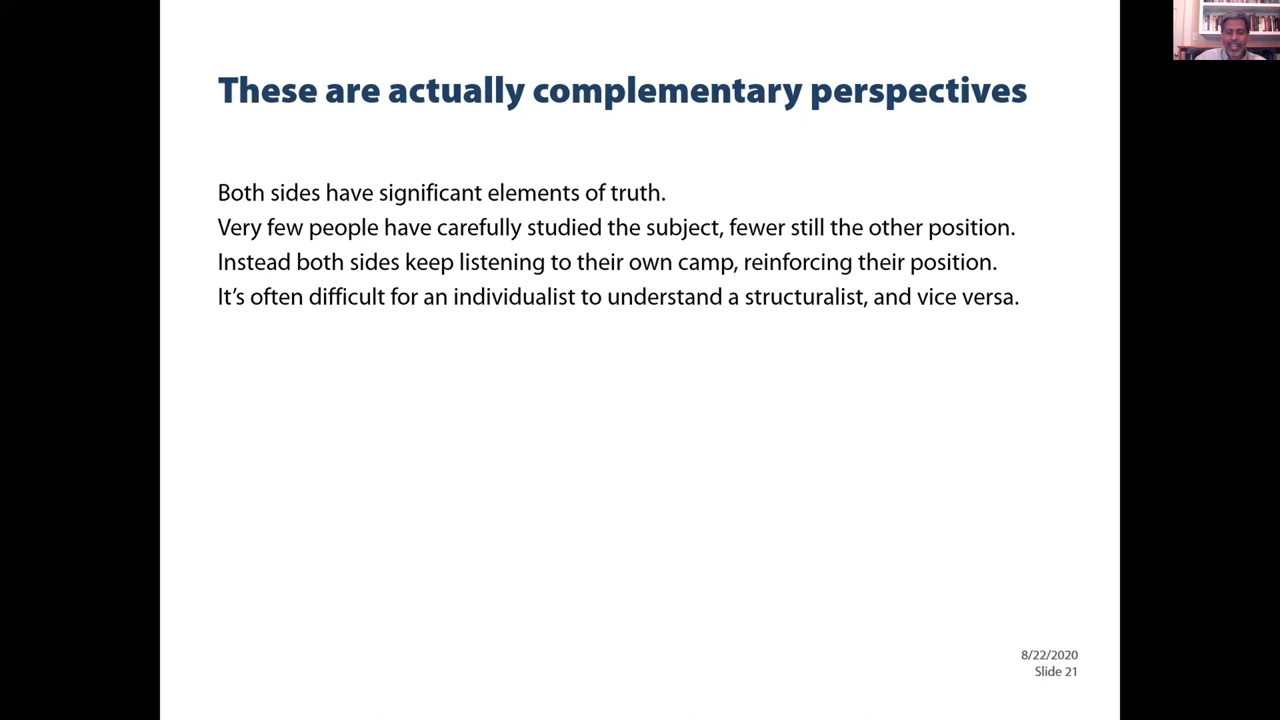 These are actually complementary perspectives
Both sides have significant elements of truth.
Very few people have carefully studied the subject, fewer still the other position.
Instead both sides keep listening to their own camp, reinforcing their position.
It’s often difficult for an individualist to understand a structuralist, and vice versa.
8/22/2020
Slide 21